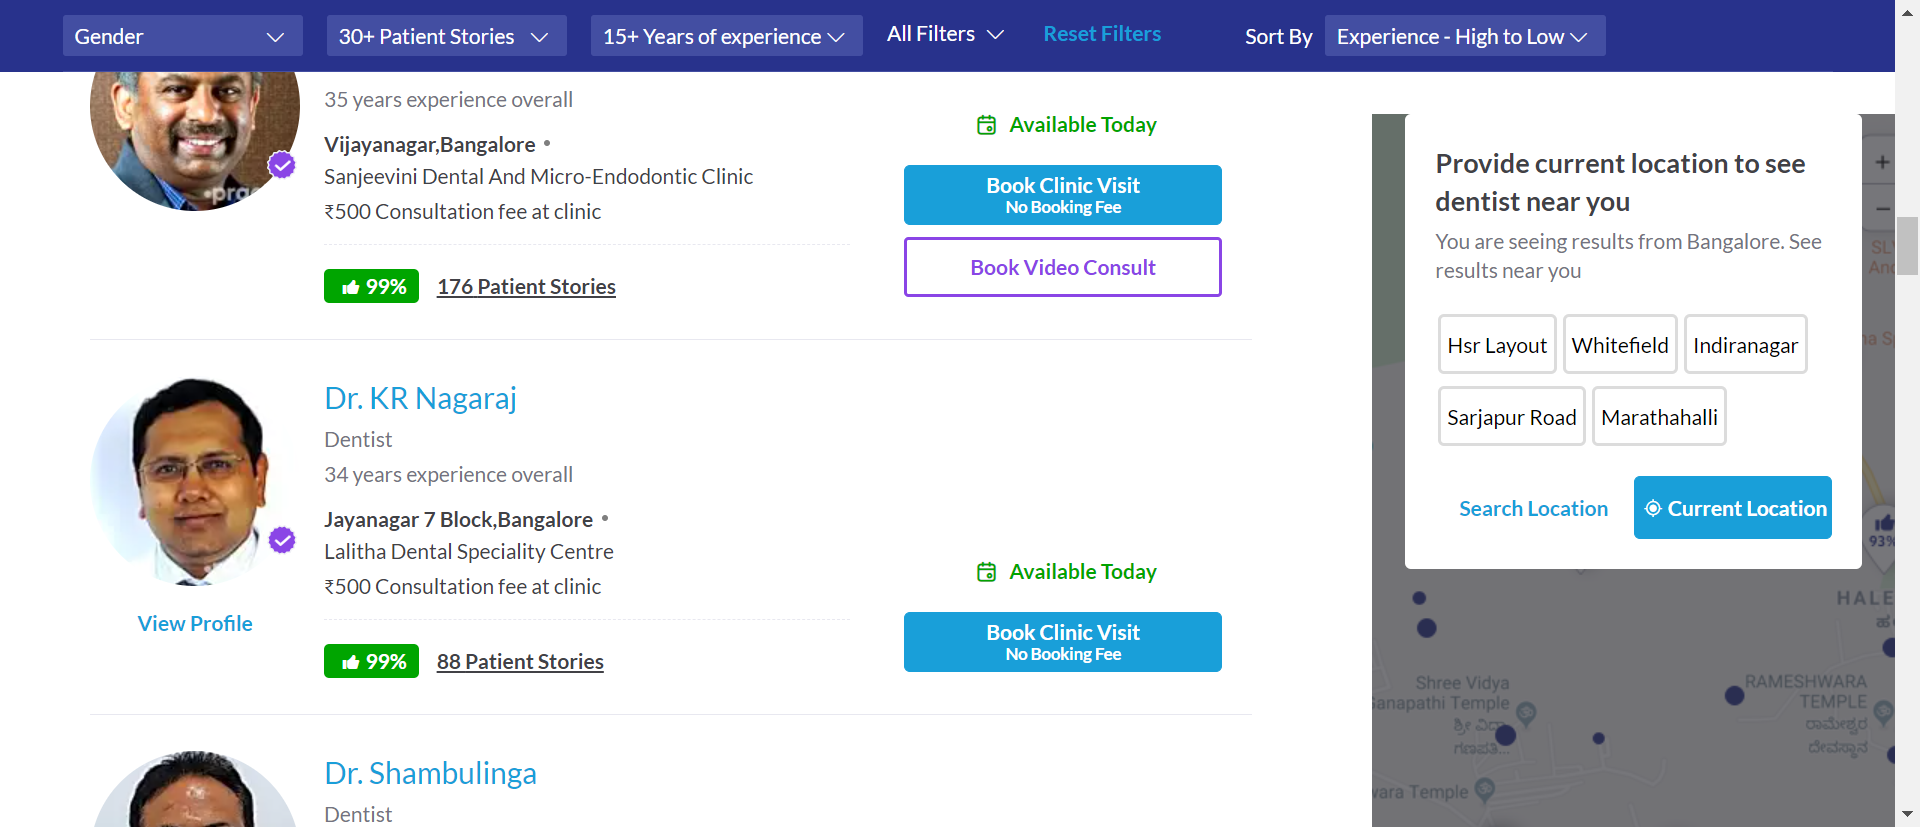 Gender
30+ Patient Stories
15+ Years of experience
All Filters
Reset Filters
Sort By
Experience - High to Low
35 years experience overall
Vijayanagar,Bangalore •
Sanjeevini Dental And Micro-Endodontic Clinic
₹500 Consultation fee at clinic
99%
176 Patient Stories
Available Today
Book Clinic Visit
No Booking Fee
Book Video Consult
Dr. KR Nagaraj
Dentist
34 years experience overall
Jayanagar 7 Block,Bangalore •
Lalitha Dental Speciality Centre
₹500 Consultation fee at clinic
View Profile
99%
88 Patient Stories
Available Today
Book Clinic Visit
No Booking Fee
Dr. Shambulinga
Dentist
Provide current location to see
dentist near you
You are seeing results from Bangalore. See
results near you
Hsr Layout
Whitefield
Indiranagar
Sarjapur Road
Marathahalli
Search Location
Current Location
+
−
93%
HALE
Shree Vidya
Ganapathi Temple
ಶ್ರೀ ವಿದ್ಯಾ
ಗಣಪತಿ...
RAMESHWARA
TEMPLE
ರಾಮೇಶ್ವರ
ದೇವಸ್ಥಾನ
wara Temple